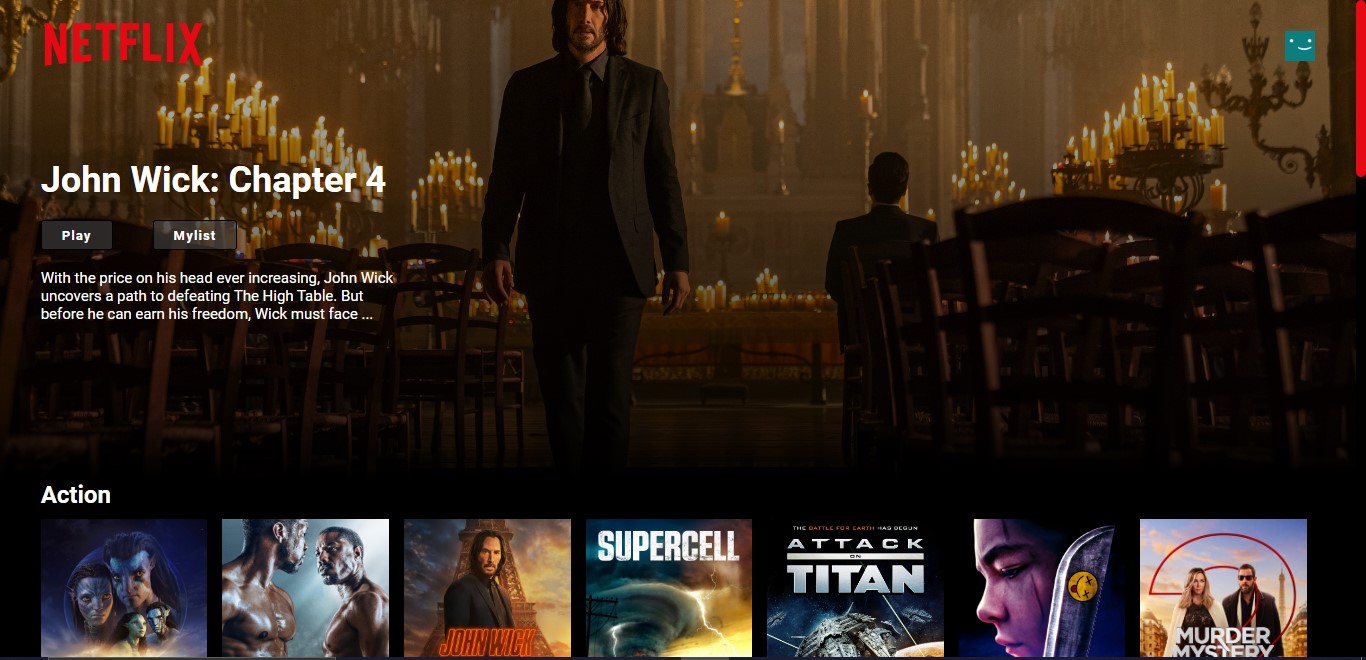 NETFLIX
John Wick: Chapter 4
Play
Mylist
With the price on his head ever increasing, John Wick
uncovers a path to defeating The High Table. But
before he can earn his freedom, Wick must face ...
Action
JOHN WICK
SUPERCELL
THE BATTLE FOR EARTH HAS BEGUN
ATTACK
ON
TITAN
2
MURDER
MYSTERY